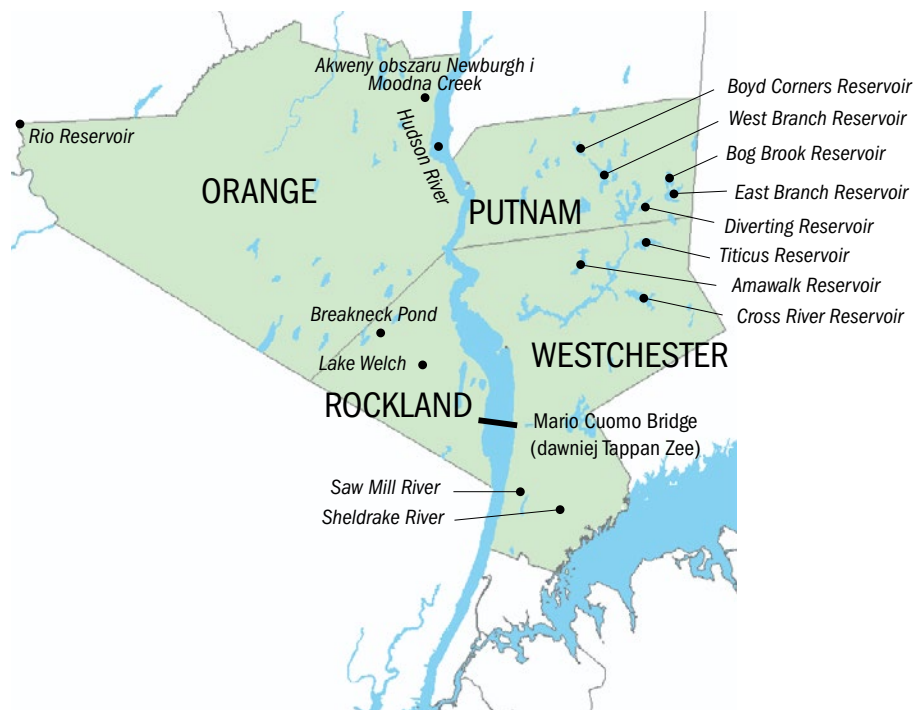 Akweny obszaru Newburgh i
Moodna Creek
Boyd Corners Reservoir
West Branch Reservoir
Rio Reservoir
Hudson River
Bog Brook Reservoir
ORANGE
PUTNAM
East Branch Reservoir
Diverting Reservoir
Titicus Reservoir
Amawalk Reservoir
Cross River Reservoir
Breakneck Pond
Lake Welch
WESTCHESTER
ROCKLAND
Mario Cuomo Bridge
(dawniej Tappan Zee)
Saw Mill River
Sheldrake River